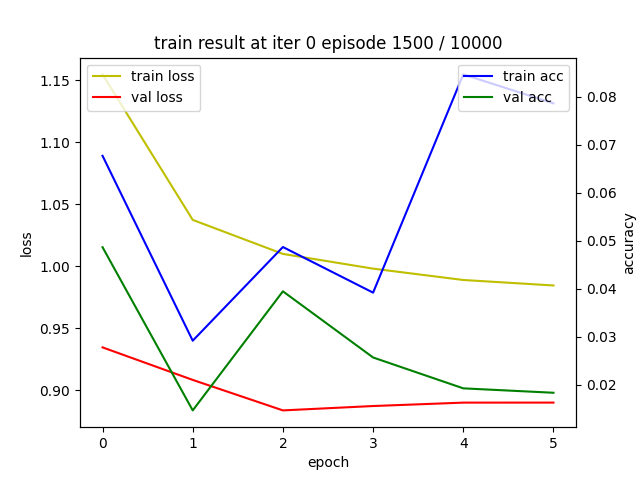 train result at iter 0 episode 1500 / 10000
train loss
val loss
train acc
val acc
1.15
1.10
1.05
1.00
0.95
0.90
loss
0.08
0.07
0.06
0.05
0.04
0.03
0.02
accuracy
0 1 2 3 4 5
epoch